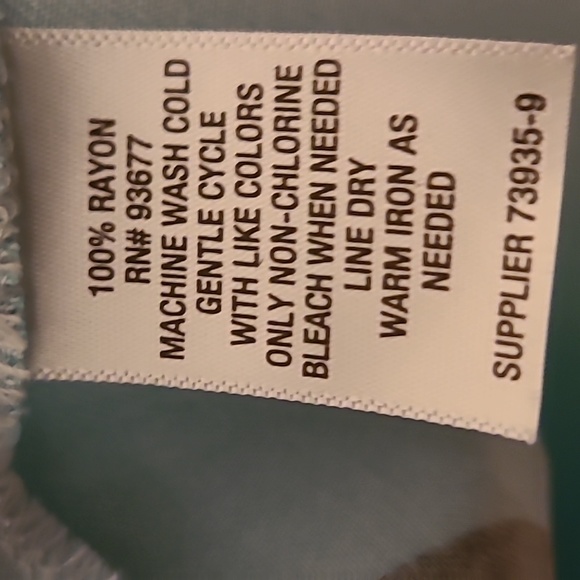 100% RAYON
RN# 93677
MACHINE WASH COLD
GENTLE CYCLE
WITH LIKE COLORS
ONLY NON-CHLORINE
BLEACH WHEN NEEDED
LINE DRY
WARM IRON AS
NEEDED
SUPPLIER 73935-9